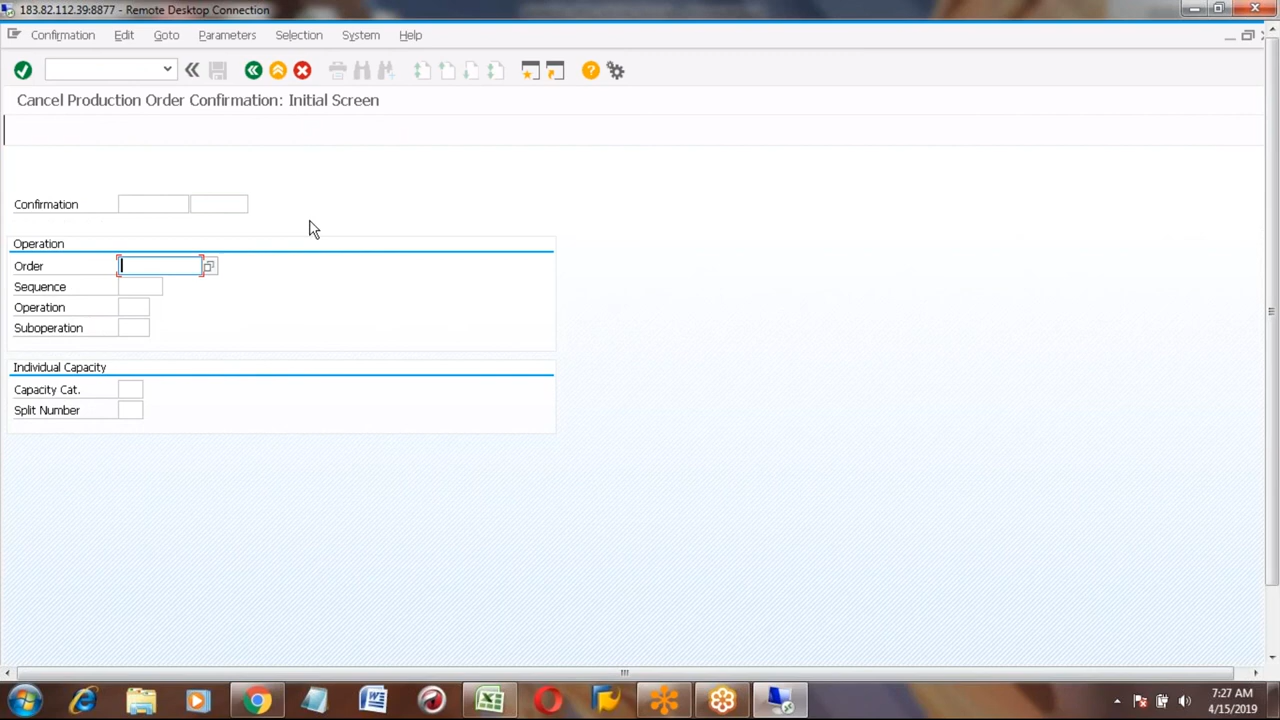 183.82.112.39:8877 - Remote Desktop Connection
Confirmation Edit Goto Parameters Selection System Help
Cancel Production Order Confirmation: Initial Screen
Confirmation
Operation
Order
Sequence
Operation
Suboperation
Individual Capacity
Capacity Cat.
Split Number
7:27 AM
4/15/2019